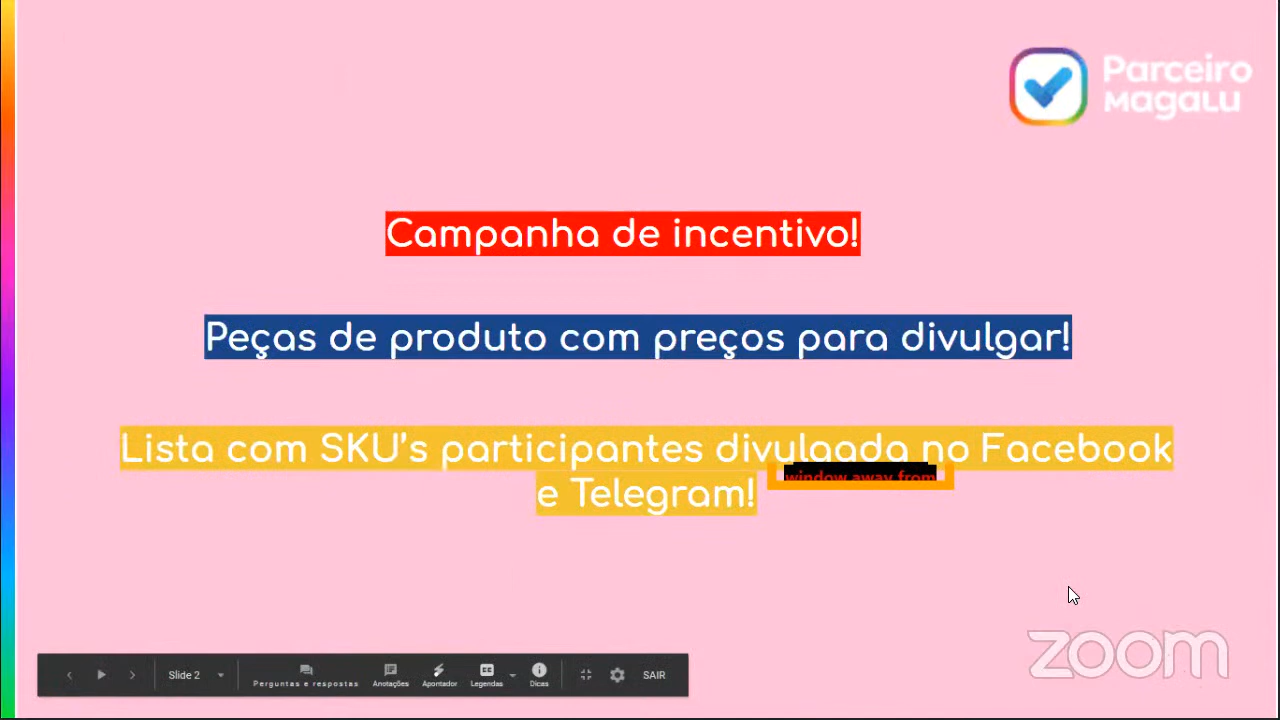 Parceiro
Magalu
Campanha de incentivo!
Peças de produto com preços para divulgar!
Lista com SKU's participantes divulgada no Facebook
window away from
e Telegram!
zoom
Slide 2
Perguntas e respostas
Anotações
Apontador
Legendas
Dicas
SAIR